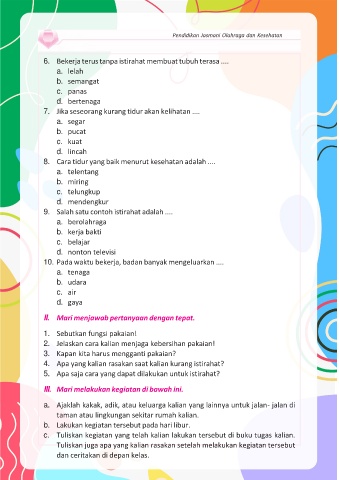 Pendidikan Jasmani Olahraga dan Kesehatan
6. Bekerja terus tanpa istirahat membuat tubuh terasa ....
a. lelah
b. semangat
c. panas
d. bertenaga
7. Jika seseorang kurang tidur akan kelihatan ....
a. segar
b. pucat
c. kuat
d. lincah
8. Cara tidur yang baik menurut kesehatan adalah ....
a. telentang
b. miring
c. telungkup
d. mendengkur
9. Salah satu contoh istirahat adalah ....
a. berolahraga
b. kerja bakti
c. belajar
d. nonton televisi
10. Pada waktu bekerja, badan banyak mengeluarkan ....
a. tenaga
b. udara
c. air
d. gaya
II. Mari menjawab pertanyaan dengan tepat.
1. Sebutkan fungsi pakaian!
2. Jelaskan cara kalian menjaga kebersihan pakaian!
3. Kapan kita harus mengganti pakaian?
4. Apa yang kalian rasakan saat kalian kurang istirahat?
5. Apa saja cara yang dapat dilakukan untuk istirahat?
III. Mari melakukan kegiatan di bawah ini.
a. Ajaklah kakak, adik, atau keluarga kalian yang lainnya untuk jalan- jalan di
taman atau lingkungan sekitar rumah kalian.
b. Lakukan kegiatan tersebut pada hari libur.
c. Tuliskan kegiatan yang telah kalian lakukan tersebut di buku tugas kalian.
Tuliskan juga apa yang kalian rasakan setelah melakukan kegiatan tersebut
dan ceritakan di depan kelas.